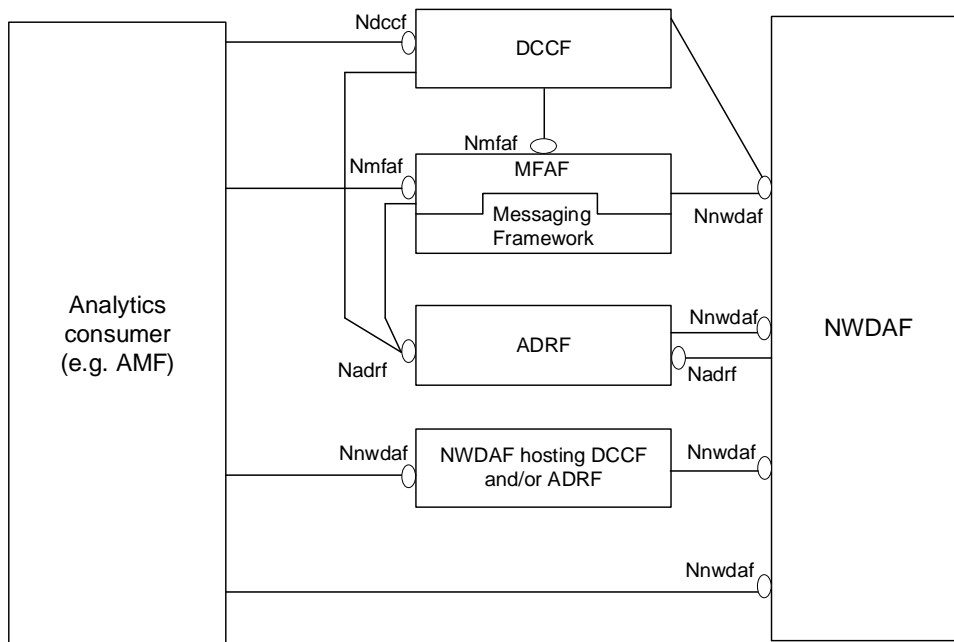 Ndccf
DCCF
Nmfaf
Nmfaf
MFAF
Nnwdaf
Messaging
Framework
Analytics
consumer
(e.g. AMF)
Nnwdaf
ADRF
NWDAF
Nadrf
Nadrf
Nnwdaf
NWDAF hosting DCCF
and/or ADRF
Nnwdaf
Nnwdaf